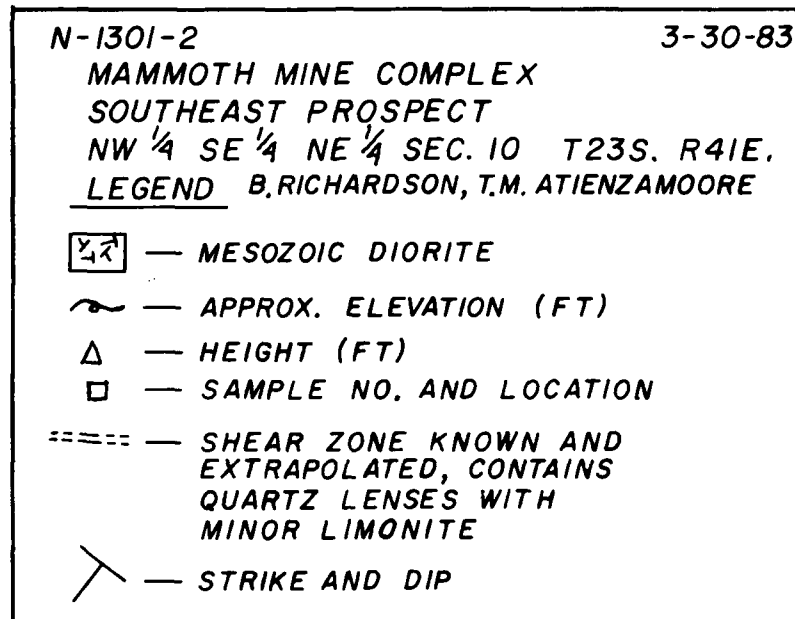 N-1301-2 3-30-83
MAMMOTH MINE COMPLEX
SOUTHEAST PROSPECT
NW 1/4 SE 1/4 NE 1/4 SEC. 10 T23S. R41E.
LEGEND B. RICHARDSON, T.M. ATIENZAMOORE
— MESOZOIC DIORITE
— APPROX. ELEVATION (FT)
— HEIGHT (FT)
— SAMPLE NO. AND LOCATION
— SHEAR ZONE KNOWN AND
EXTRAPOLATED, CONTAINS
QUARTZ LENSES WITH
MINOR LIMONITE
— STRIKE AND DIP